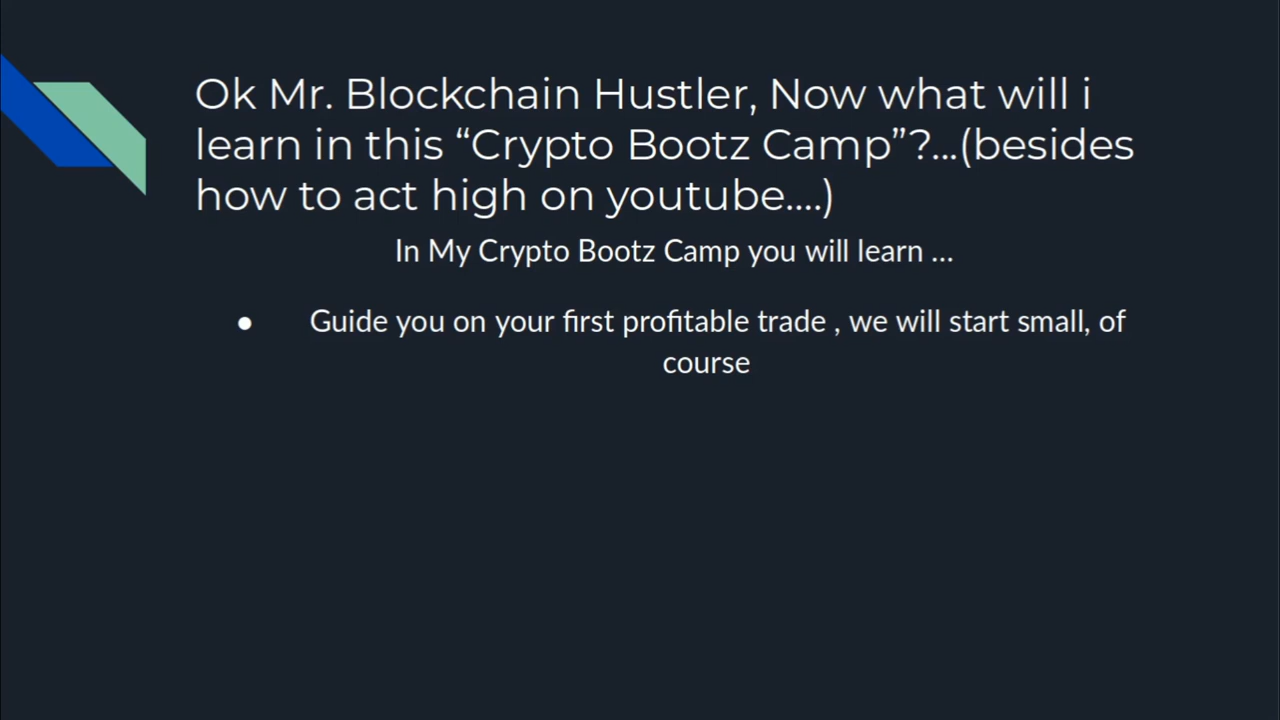 Ok Mr. Blockchain Hustler, Now what will i
learn in this “Crypto Bootz Camp”?...(besides
how to act high on youtube....)
In My Crypto Bootz Camp you will learn ...
● Guide you on your first profitable trade , we will start small, of
course